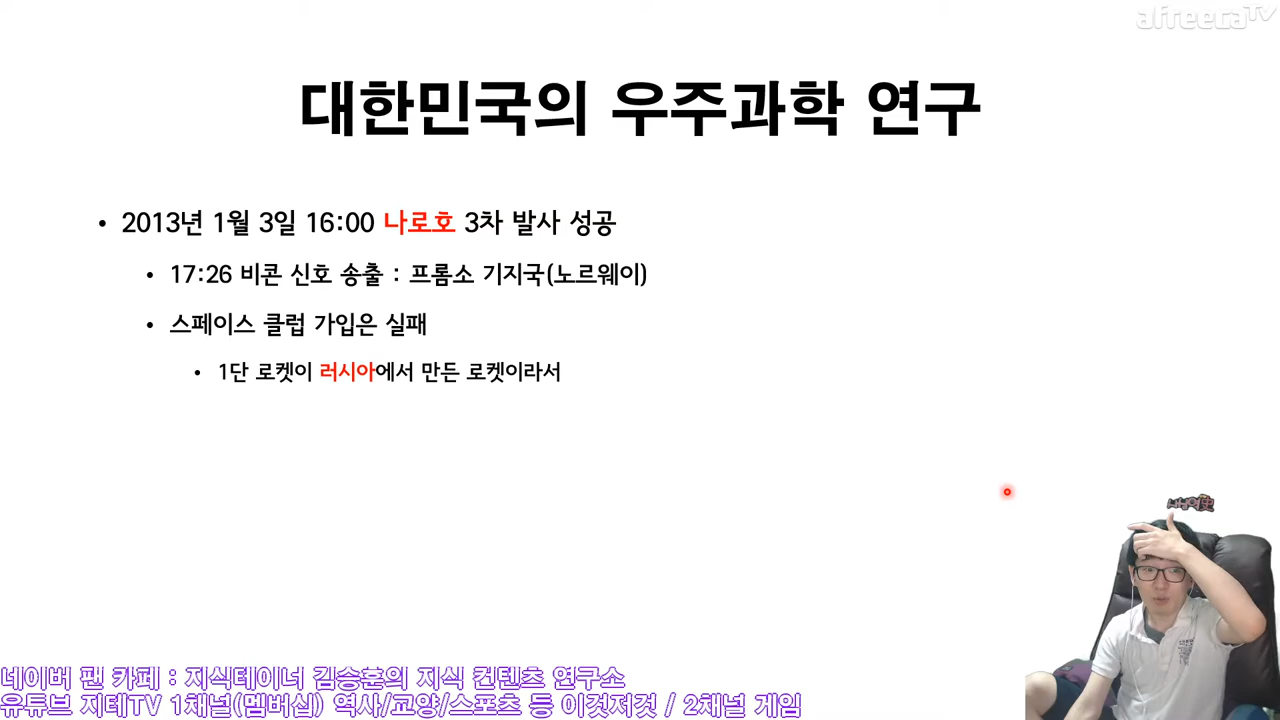 afreecaTV
대한민국의 우주과학 연구
• 2013년 1월 3일 16:00 나로호 3차 발사 성공
• 17:26 비콘 신호 송출 : 프롬소 기지국(노르웨이)
• 스페이스 클럽 가입은 실패
• 1단 로켓이 러시아에서 만든 로켓이라서
네이버 팬 카페 : 지식테이너 김승훈의 지식 컨텐츠 연구소
유튜브 지테TV 1채널(멤버십) 역사/교양/스포츠 등 이것저것 / 2채널 게임